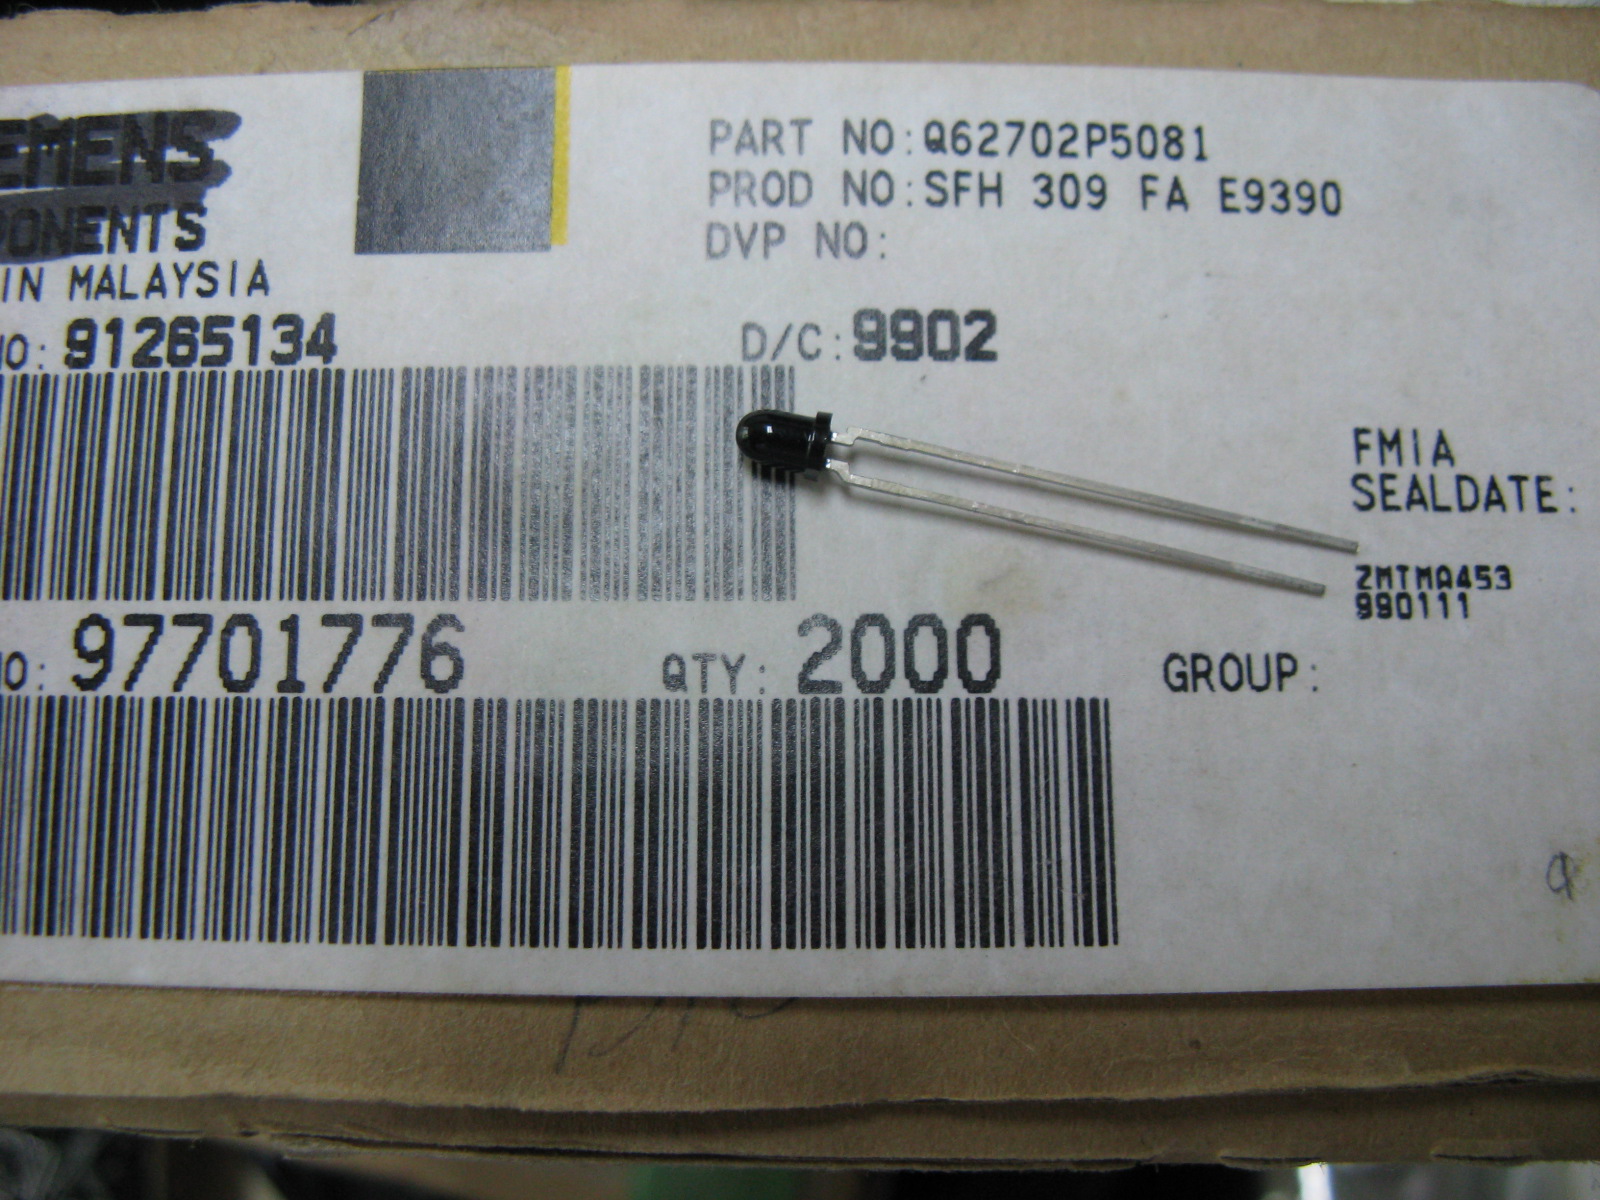 EMENS
PONENTS
IN MALAYSIA
PART NO:Q62702P5081
PROD NO:SFH 309 FA E9390
DVP NO:
NO: 91265134
D/C:9902
FMIA
SEALDATE:
ZMTMA453
990111
NO: 97701776
QTY: 2000
GROUP: